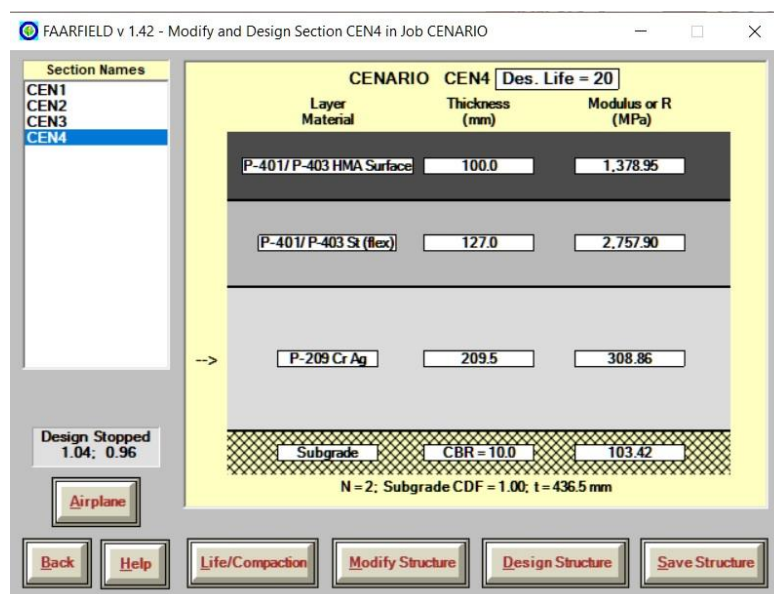 FAARFIELD v 1.42 - Modify and Design Section CEN4 in Job CENARIO
Section Names
CEN1
CEN2
CEN3
CEN4
CENARIO CEN4 Des. Life = 20
Layer Material Thickness (mm) Modulus or R (MPa)
P-401/ P-403 HMA Surface 100.0 1,378.95
P-401/ P-403 St (flex) 127.0 2,757.90
--> P-209 Cr Ag 209.5 308.86
Subgrade CBR = 10.0 103.42
N = 2; Subgrade CDF = 1.00; t = 436.5 mm
Design Stopped
1.04; 0.96
Airplane
Back Help Life/Compaction Modify Structure Design Structure Save Structure